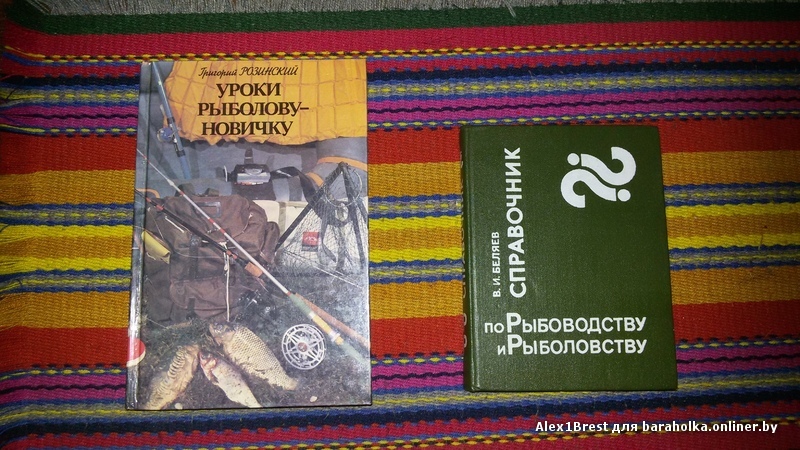 Григорий РОЗИНСКИЙ
УРОКИ
РЫБОЛОВУ-
НОВИЧКУ
В. И. БЕЛЯЕВ
СПРАВОЧНИК
ПО РЫБОВОДСТВУ
И РЫБОЛОВСТВУ
Alex1Brest для baraholka.onliner.by